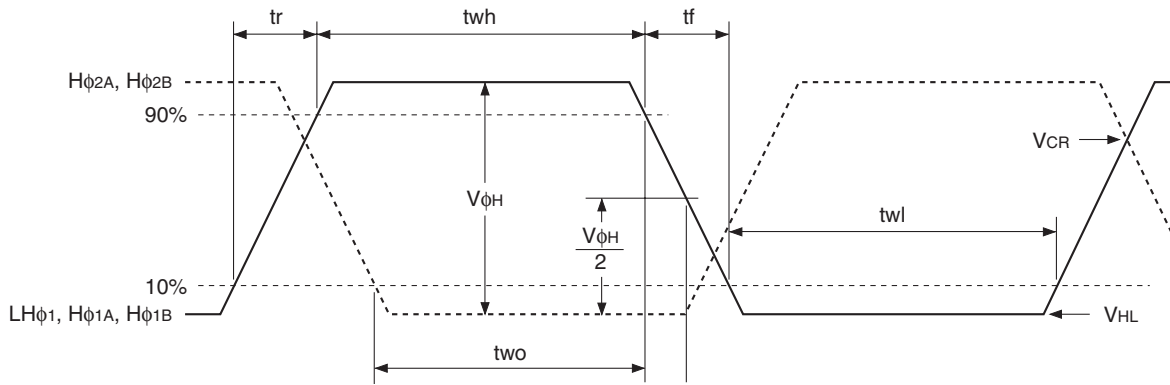 tr
twh
tf
Hϕ2A, Hϕ2B
90%
VCR
VϕH
twl
VϕH
2
10%
LHϕ1, Hϕ1A, Hϕ1B
VHL
two